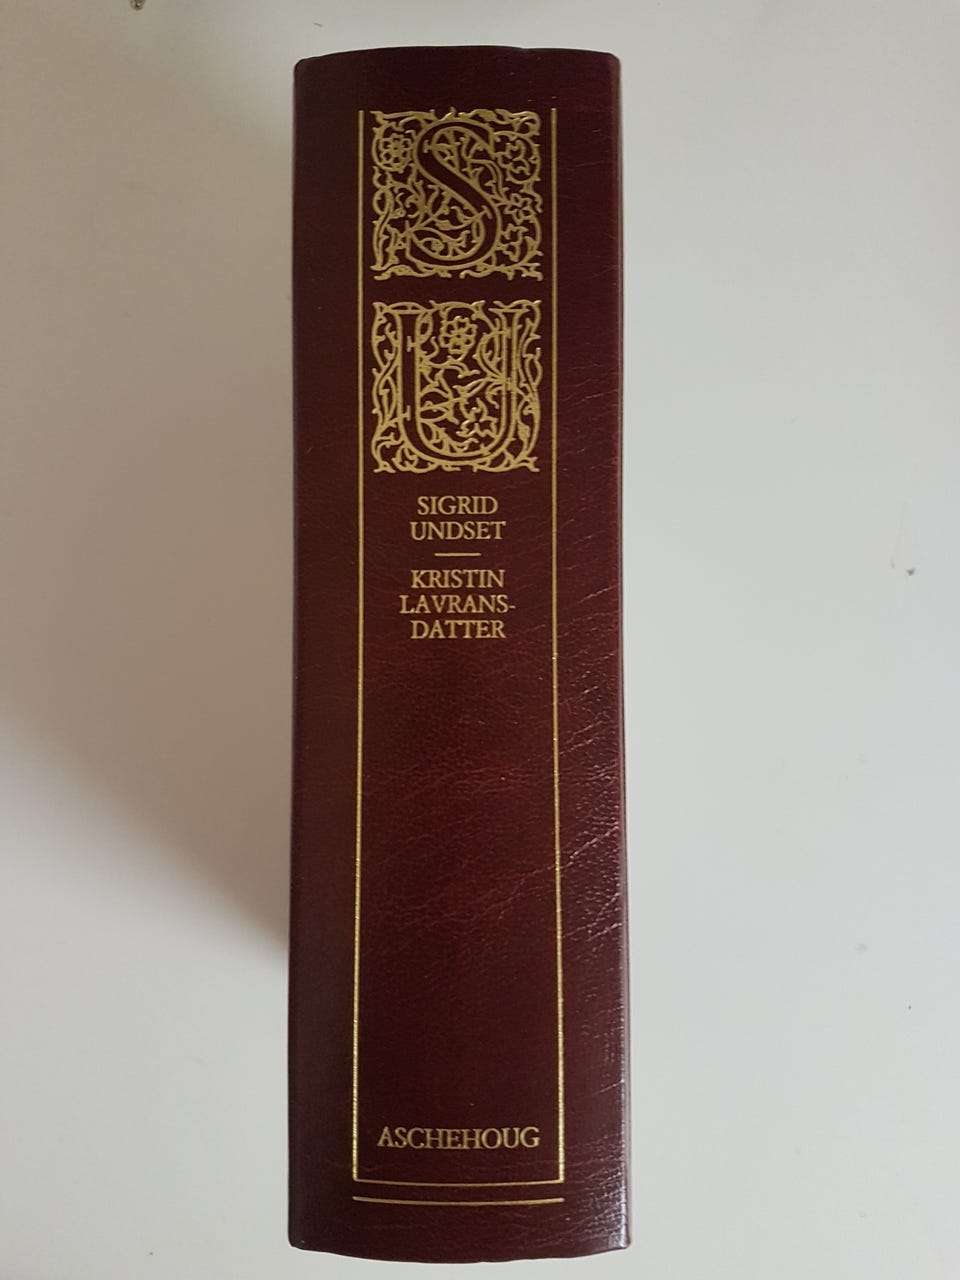 S
U
SIGRID
UNDSET
KRISTIN
LAVRANS-
DATTER
ASCHEHOUG